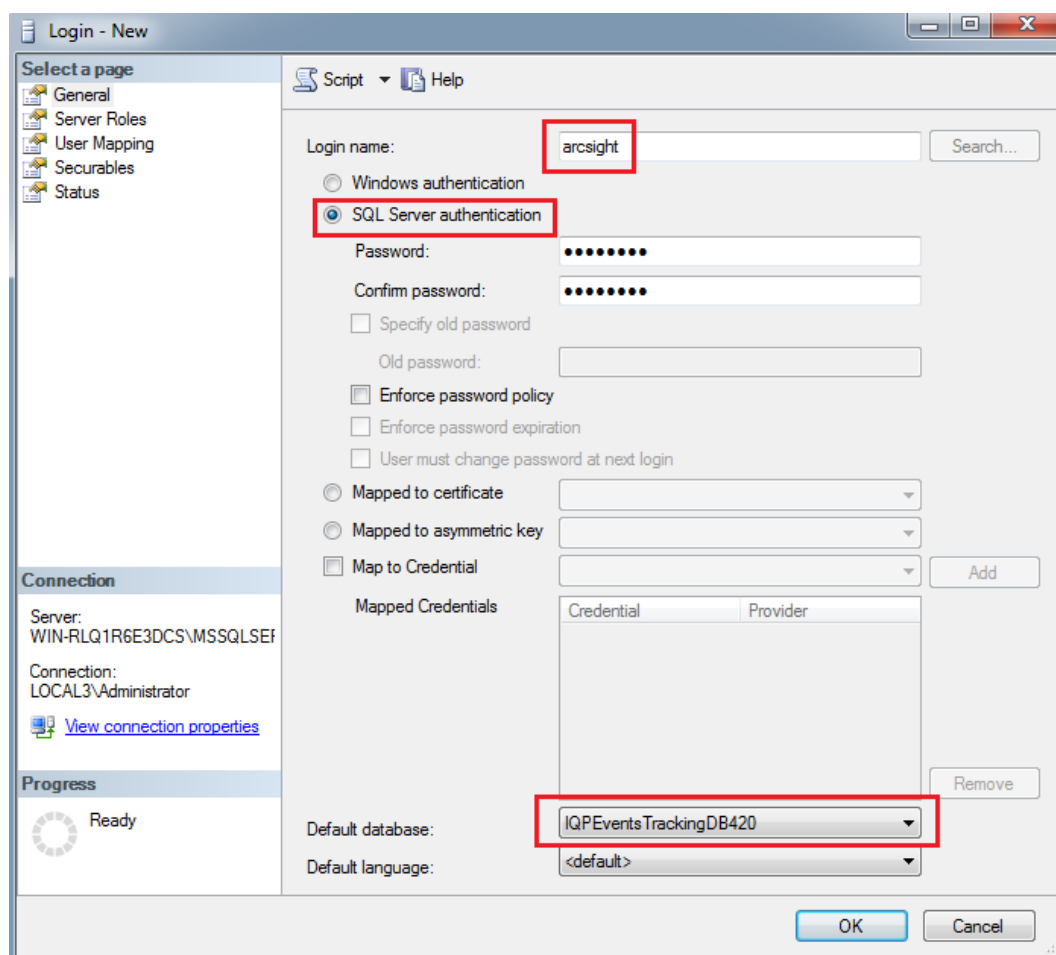 Login - New
Select a page
General
Server Roles
User Mapping
Securables
Status
Script Help
Login name: arcsight Search...
Windows authentication
SQL Server authentication
Password: ••••••••
Confirm password: ••••••••
Specify old password
Old password:
Enforce password policy
Enforce password expiration
User must change password at next login
Mapped to certificate
Mapped to asymmetric key
Map to Credential Add
Mapped Credentials Credential Provider
Remove
Default database: IQPEventsTrackingDB420
Default language: <default>
Connection
Server:
WIN-RLQ1R6E3DCS\MSSQLSER
Connection:
LOCAL3\Administrator
View connection properties
Progress
Ready
OK Cancel